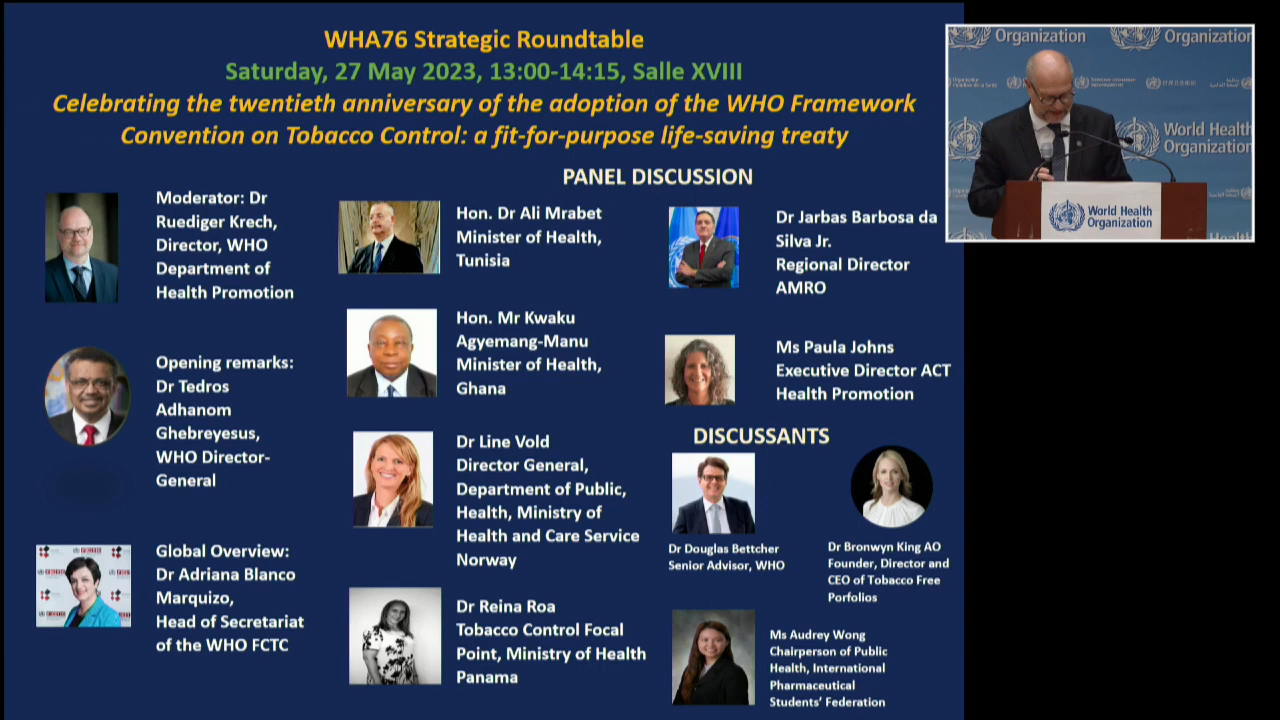 WHA76 Strategic Roundtable
Saturday, 27 May 2023, 13:00-14:15, Salle XVIII
Celebrating the twentieth anniversary of the adoption of the WHO Framework
Convention on Tobacco Control: a fit-for-purpose life-saving treaty
Moderator: Dr
Ruediger Krech,
Director, WHO
Department of
Health Promotion
Opening remarks:
Dr Tedros
Adhanom
Ghebreyesus,
WHO Director-
General
Global Overview:
Dr Adriana Blanco
Marquizo,
Head of Secretariat
of the WHO FCTC
PANEL DISCUSSION
Hon. Dr Ali Mrabet
Minister of Health,
Tunisia
Hon. Mr Kwaku
Agyemang-Manu
Minister of Health,
Ghana
Dr Line Vold
Director General,
Department of Public,
Health, Ministry of
Health and Care Service
Norway
Dr Reina Roa
Tobacco Control Focal
Point, Ministry of Health
Panama
Dr Jarbas Barbosa da
Silva Jr.
Regional Director
AMRO
Ms Paula Johns
Executive Director ACT
Health Promotion
DISCUSSANTS
Dr Douglas Bettcher
Senior Advisor, WHO
Dr Bronwyn King AO
Founder, Director and
CEO of Tobacco Free
Porfolios
Ms Audrey Wong
Chairperson of Public
Health, International
Pharmaceutical
Students' Federation
Organization
Organization
World Health
Organization
World Health
Organization